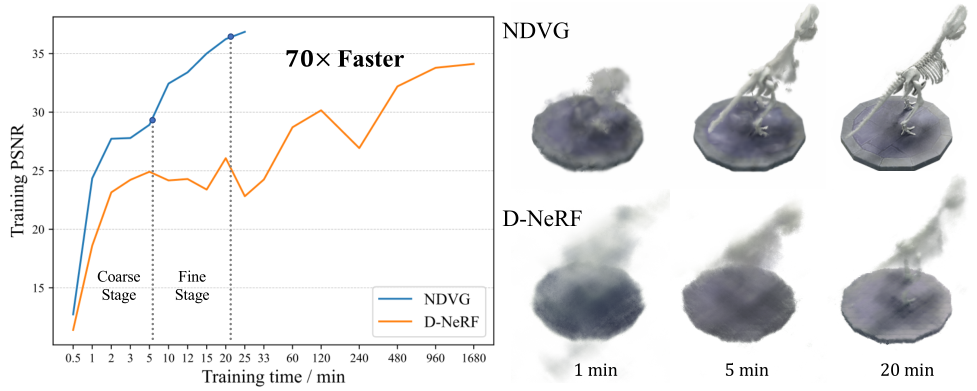 Training PSNR
35
30
25
20
15
70× Faster
Coarse
Stage
Fine
Stage
NDVG
D-NeRF
0.5 1 2 3 5 10 12 15 20 25 33 60 120 240 480 960 1680
Training time / min
NDVG
D-NeRF
1 min 5 min 20 min